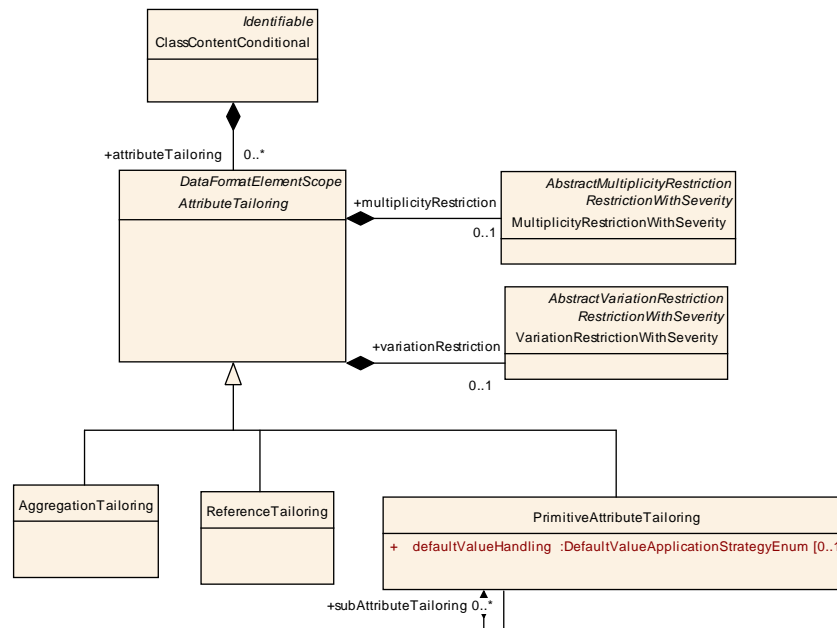 Identifiable
ClassContentConditional
+attributeTailoring 0..*
DataFormatElementScope
AttributeTailoring
+multiplicityRestriction
0..1
AbstractMultiplicityRestriction
RestrictionWithSeverity
MultiplicityRestrictionWithSeverity
+variationRestriction
0..1
AbstractVariationRestriction
RestrictionWithSeverity
VariationRestrictionWithSeverity
AggregationTailoring
ReferenceTailoring
PrimitiveAttributeTailoring
+ defaultValueHandling :DefaultValueApplicationStrategyEnum [0..1
+subAttributeTailoring 0..*